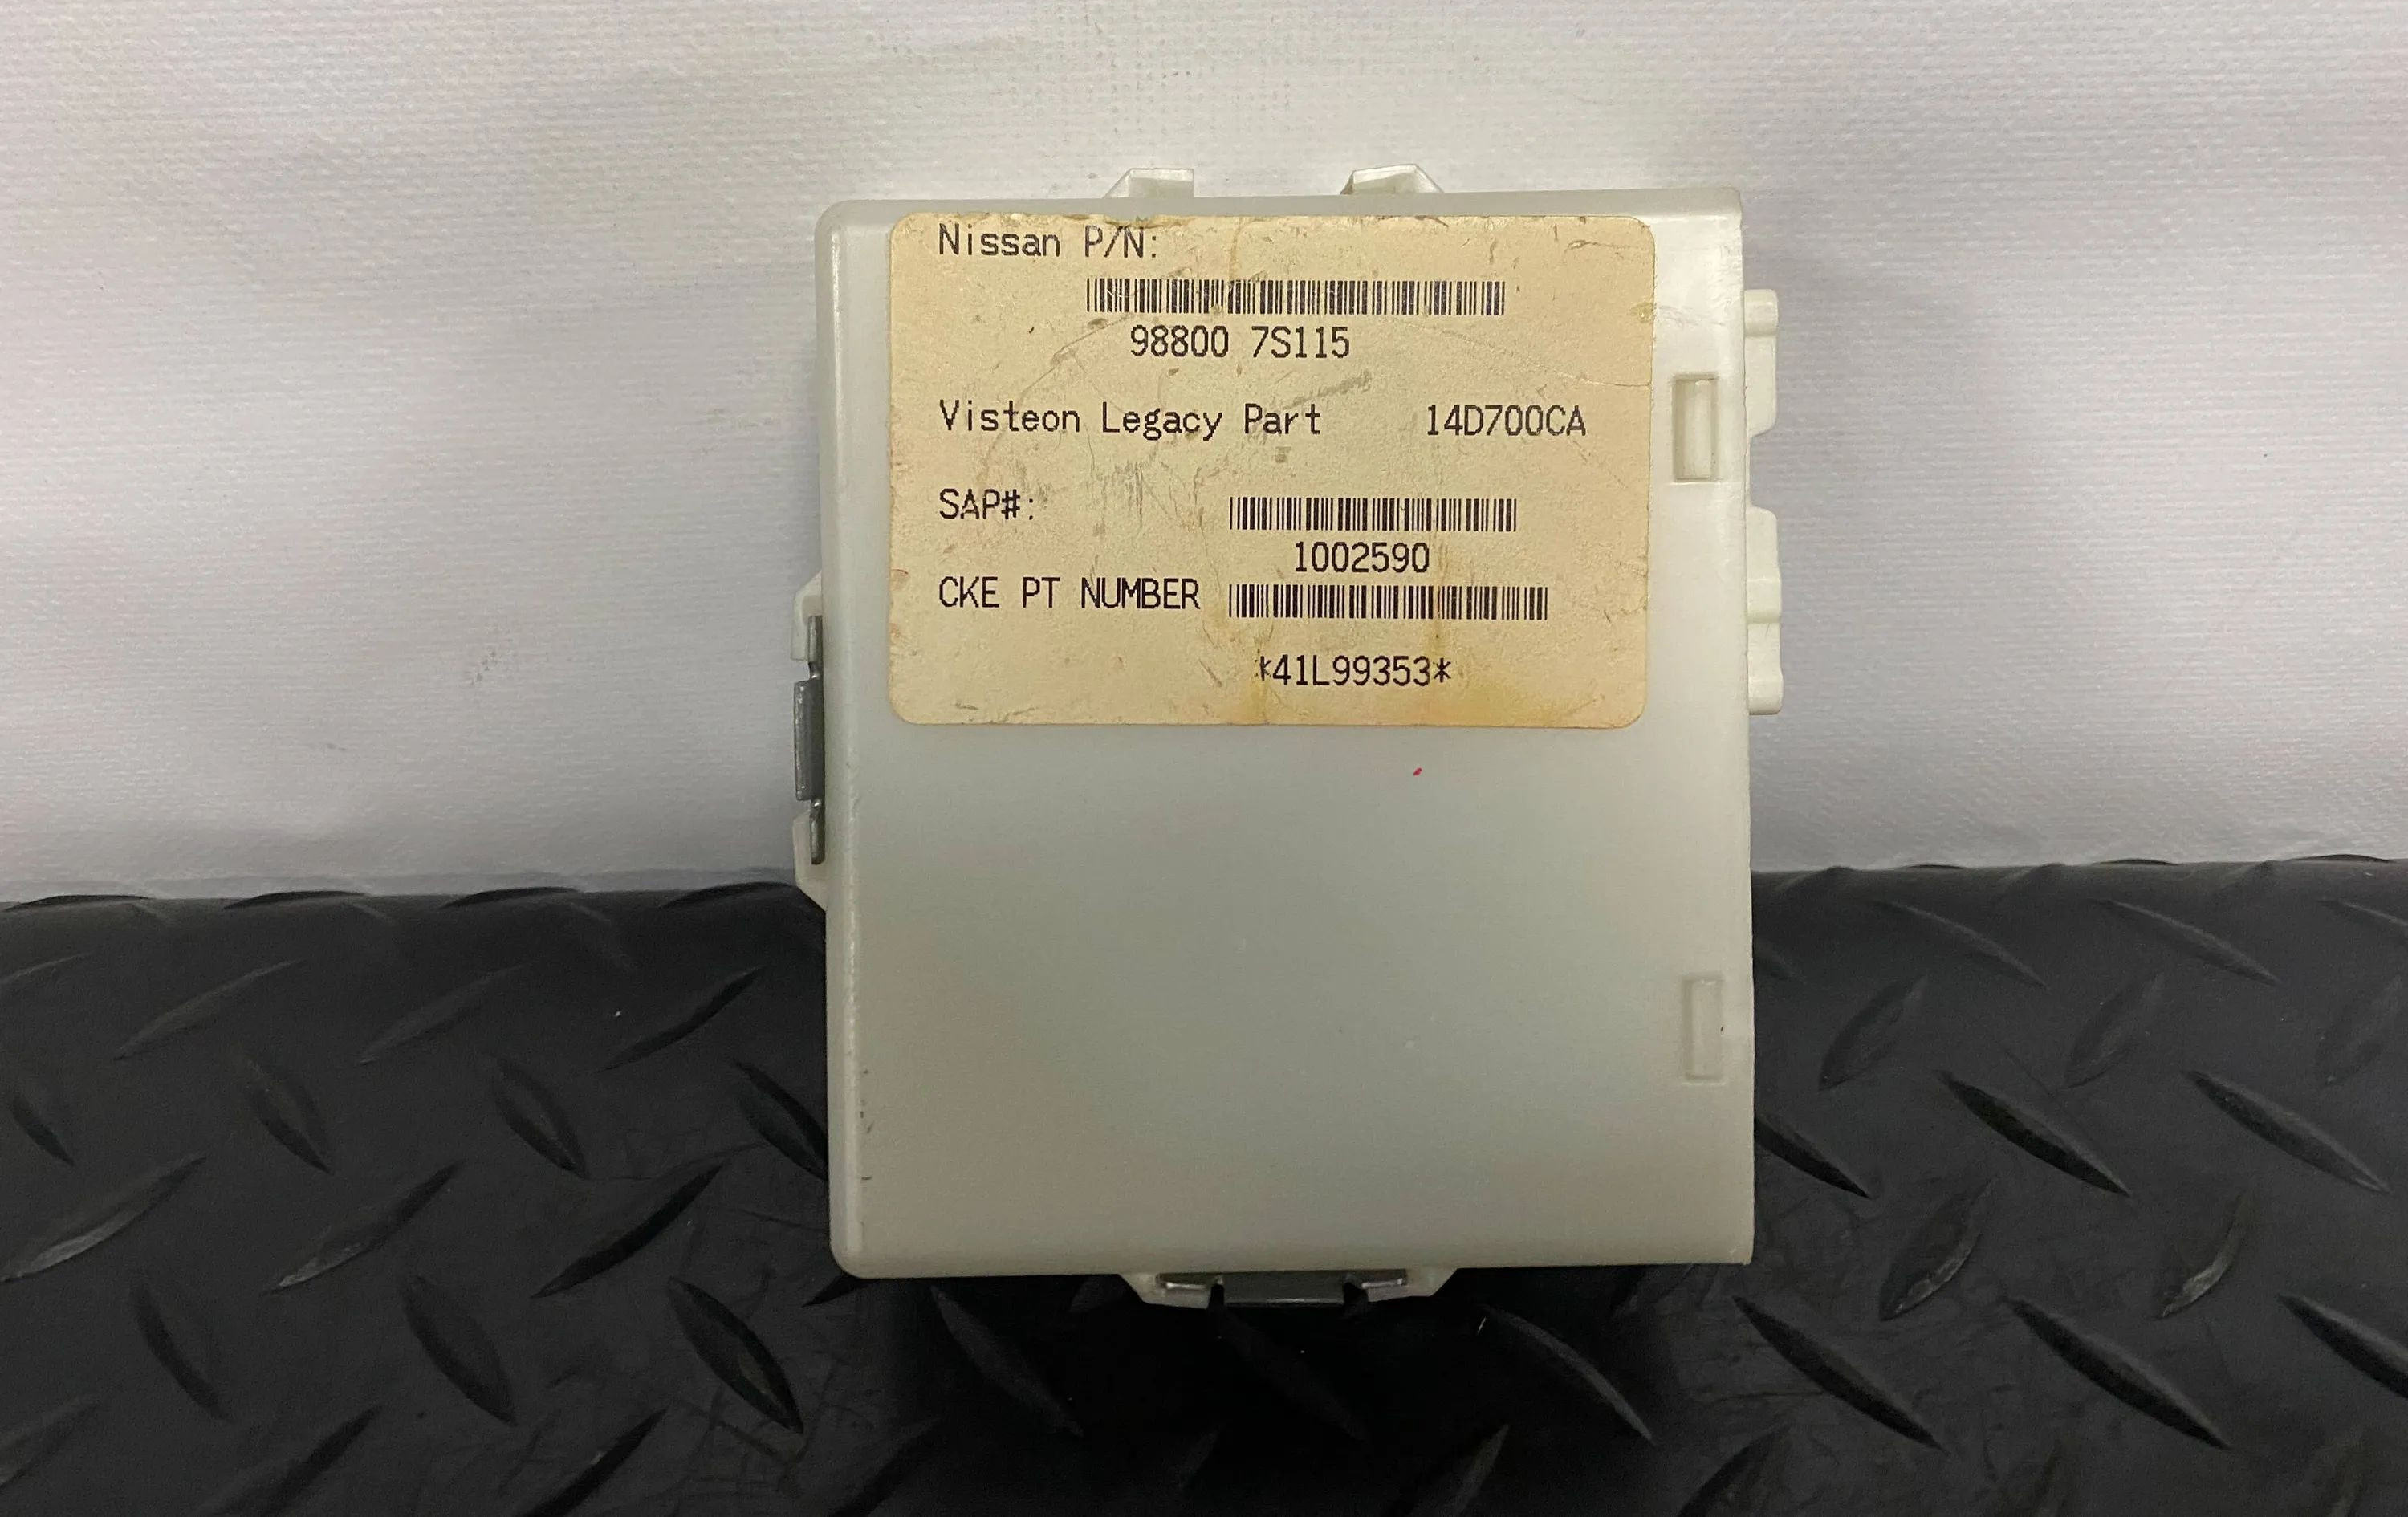 Nissan P/N:
98800 7S115
Visteon Legacy Part 14D700CA
SAP#:
1002590
CKE PT NUMBER
*41L99353*